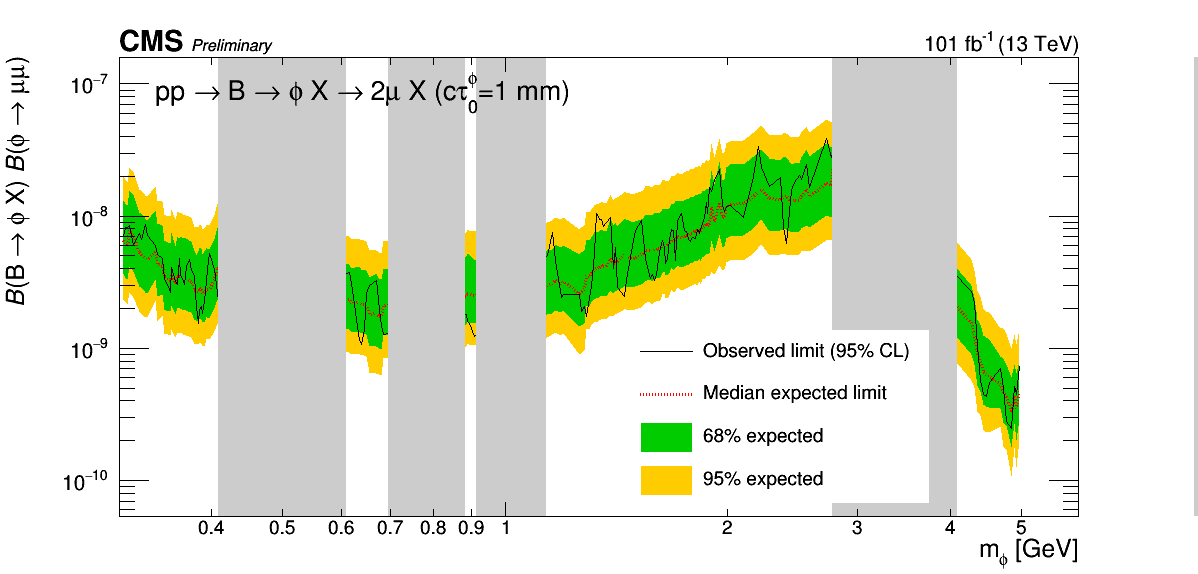 CMS Preliminary 101 fb⁻¹ (13 TeV)
pp → B → ϕ X → 2μ X (cτ₀ᶲ=1 mm)
B(B → ϕ X) B(ϕ → μμ)
10⁻⁷
10⁻⁸
10⁻⁹
10⁻¹⁰
Observed limit (95% CL)
Median expected limit
68% expected
95% expected
0.4 0.5 0.6 0.7 0.8 0.9 1 2 3 4 5
m_ϕ [GeV]